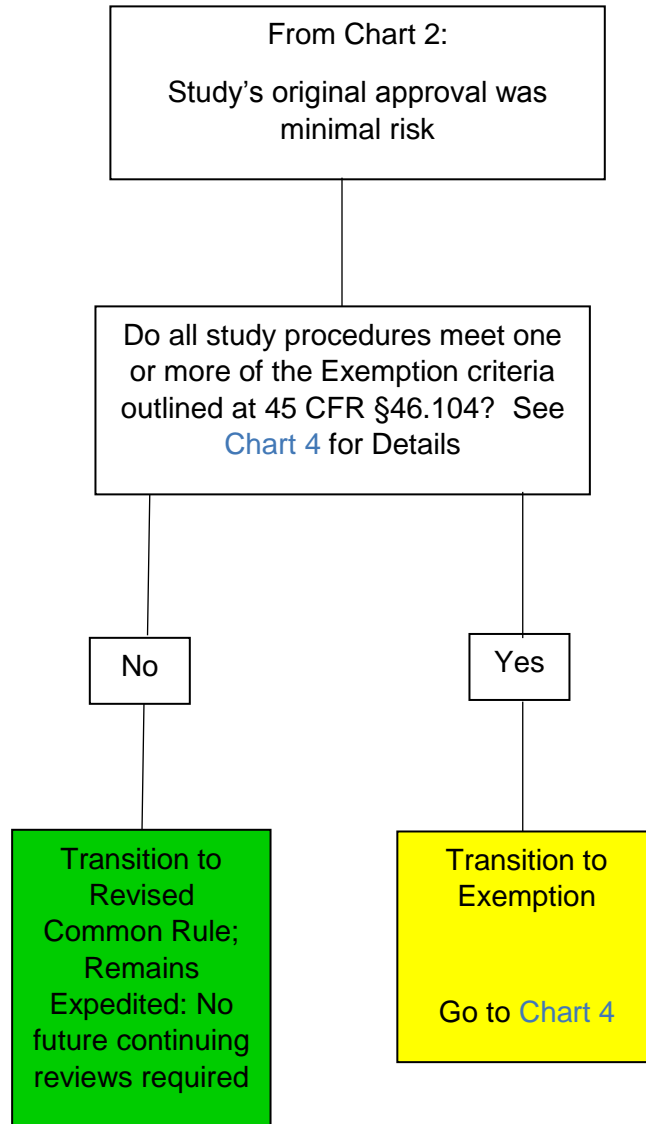 From Chart 2:
Study's original approval was
minimal risk
Do all study procedures meet one
or more of the Exemption criteria
outlined at 45 CFR §46.104?  See
Chart 4 for Details
No
Yes
Transition to
Revised
Common Rule;
Remains
Expedited: No
future continuing
reviews required
Transition to
Exemption
Go to Chart 4